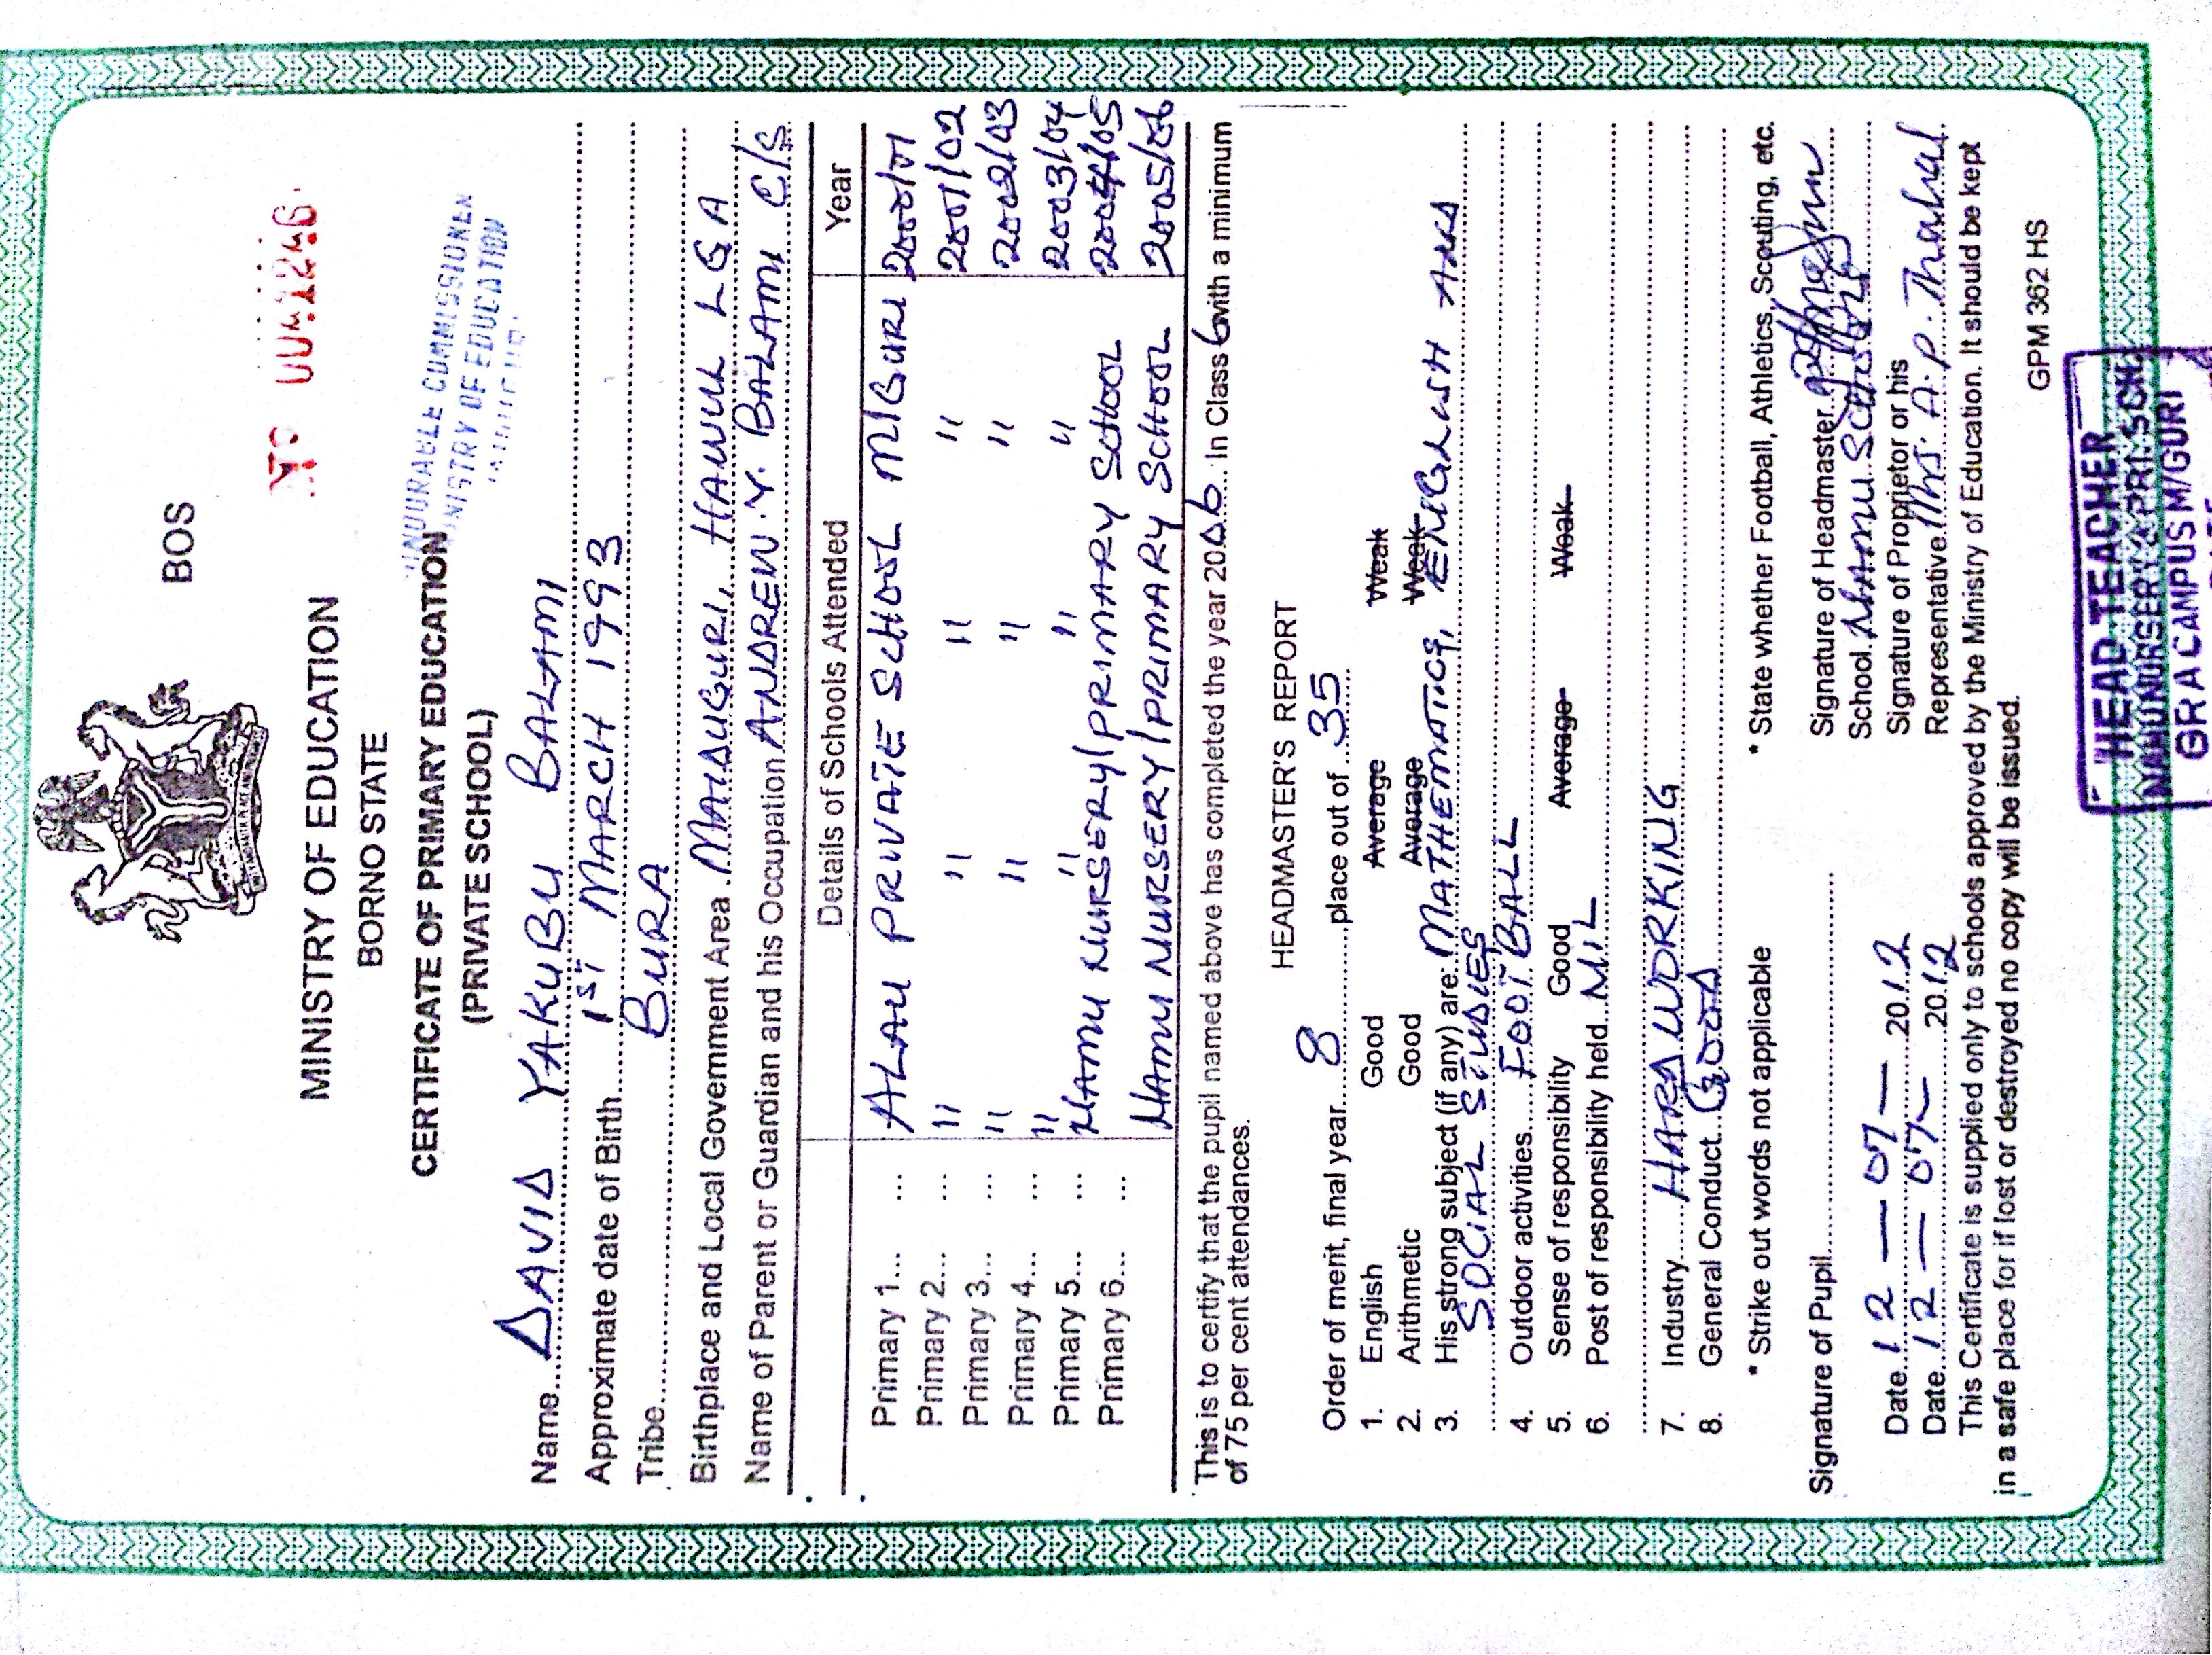 BOS
MINISTRY OF EDUCATION
BORNO STATE
CERTIFICATE OF PRIMARY EDUCATION
(PRIVATE SCHOOL)
COMMISSIONER
MINISTRY OF EDUCATION
Name DAVID YAKUBU BALAMI
Approximate date of Birth 1ST MARCH 1993
Tribe BURA
Birthplace and Local Government Area MAIDUGURI, HAWUL LGA
Name of Parent or Guardian and his Occupation ANDREW Y. BALAMI C/S
Details of Schools Attended Year
Primary 1... ... ALAU PRIVATE SCHOOL M/GURI 2000/01
Primary 2... ... " " " " 2001/02
Primary 3... ... " " " " 2002/03
Primary 4... ... " " " " 2003/04
Primary 5... ... NAMU NURSERY/PRIMARY SCHOOL 2004/05
Primary 6... ... NAMU NURSERY/PRIMARY SCHOOL 2005/06
This is to certify that the pupil named above has completed the year 2006 In Class 6 with a minimum
of 75 per cent attendances.
HEADMASTER'S REPORT
Order of merit, final year 8 place out of 35
1. English Good Average Weak
2. Arithmetic Good Average Weak
3. His strong subject (if any) are MATHEMATICS, ENGLISH AND
SOCIAL STUDIES
4. Outdoor activities FOOTBALL
5. Sense of responsibility Good Average Weak
6. Post of responsibility held NIL
7. Industry HARDWORKING
8. General Conduct GOOD
* Strike out words not applicable * State whether Football, Athletics, Scouting, etc.
Signature of Pupil Signature of Headmaster
School NAMU SCHOOLS
Signature of Proprietor or his
Date 12 - 07 - 2012 Representative Mrs. A. P. Thahal
Date 12 - 07 - 2012
This Certificate is supplied only to schools approved by the Ministry of Education. It should be kept
in a safe place for if lost or destroyed no copy will be issued.
GPM 362 HS
HEAD TEACHER
NAMU NURSERY & PRI. SCH.
GRA CAMPUS M/GURI